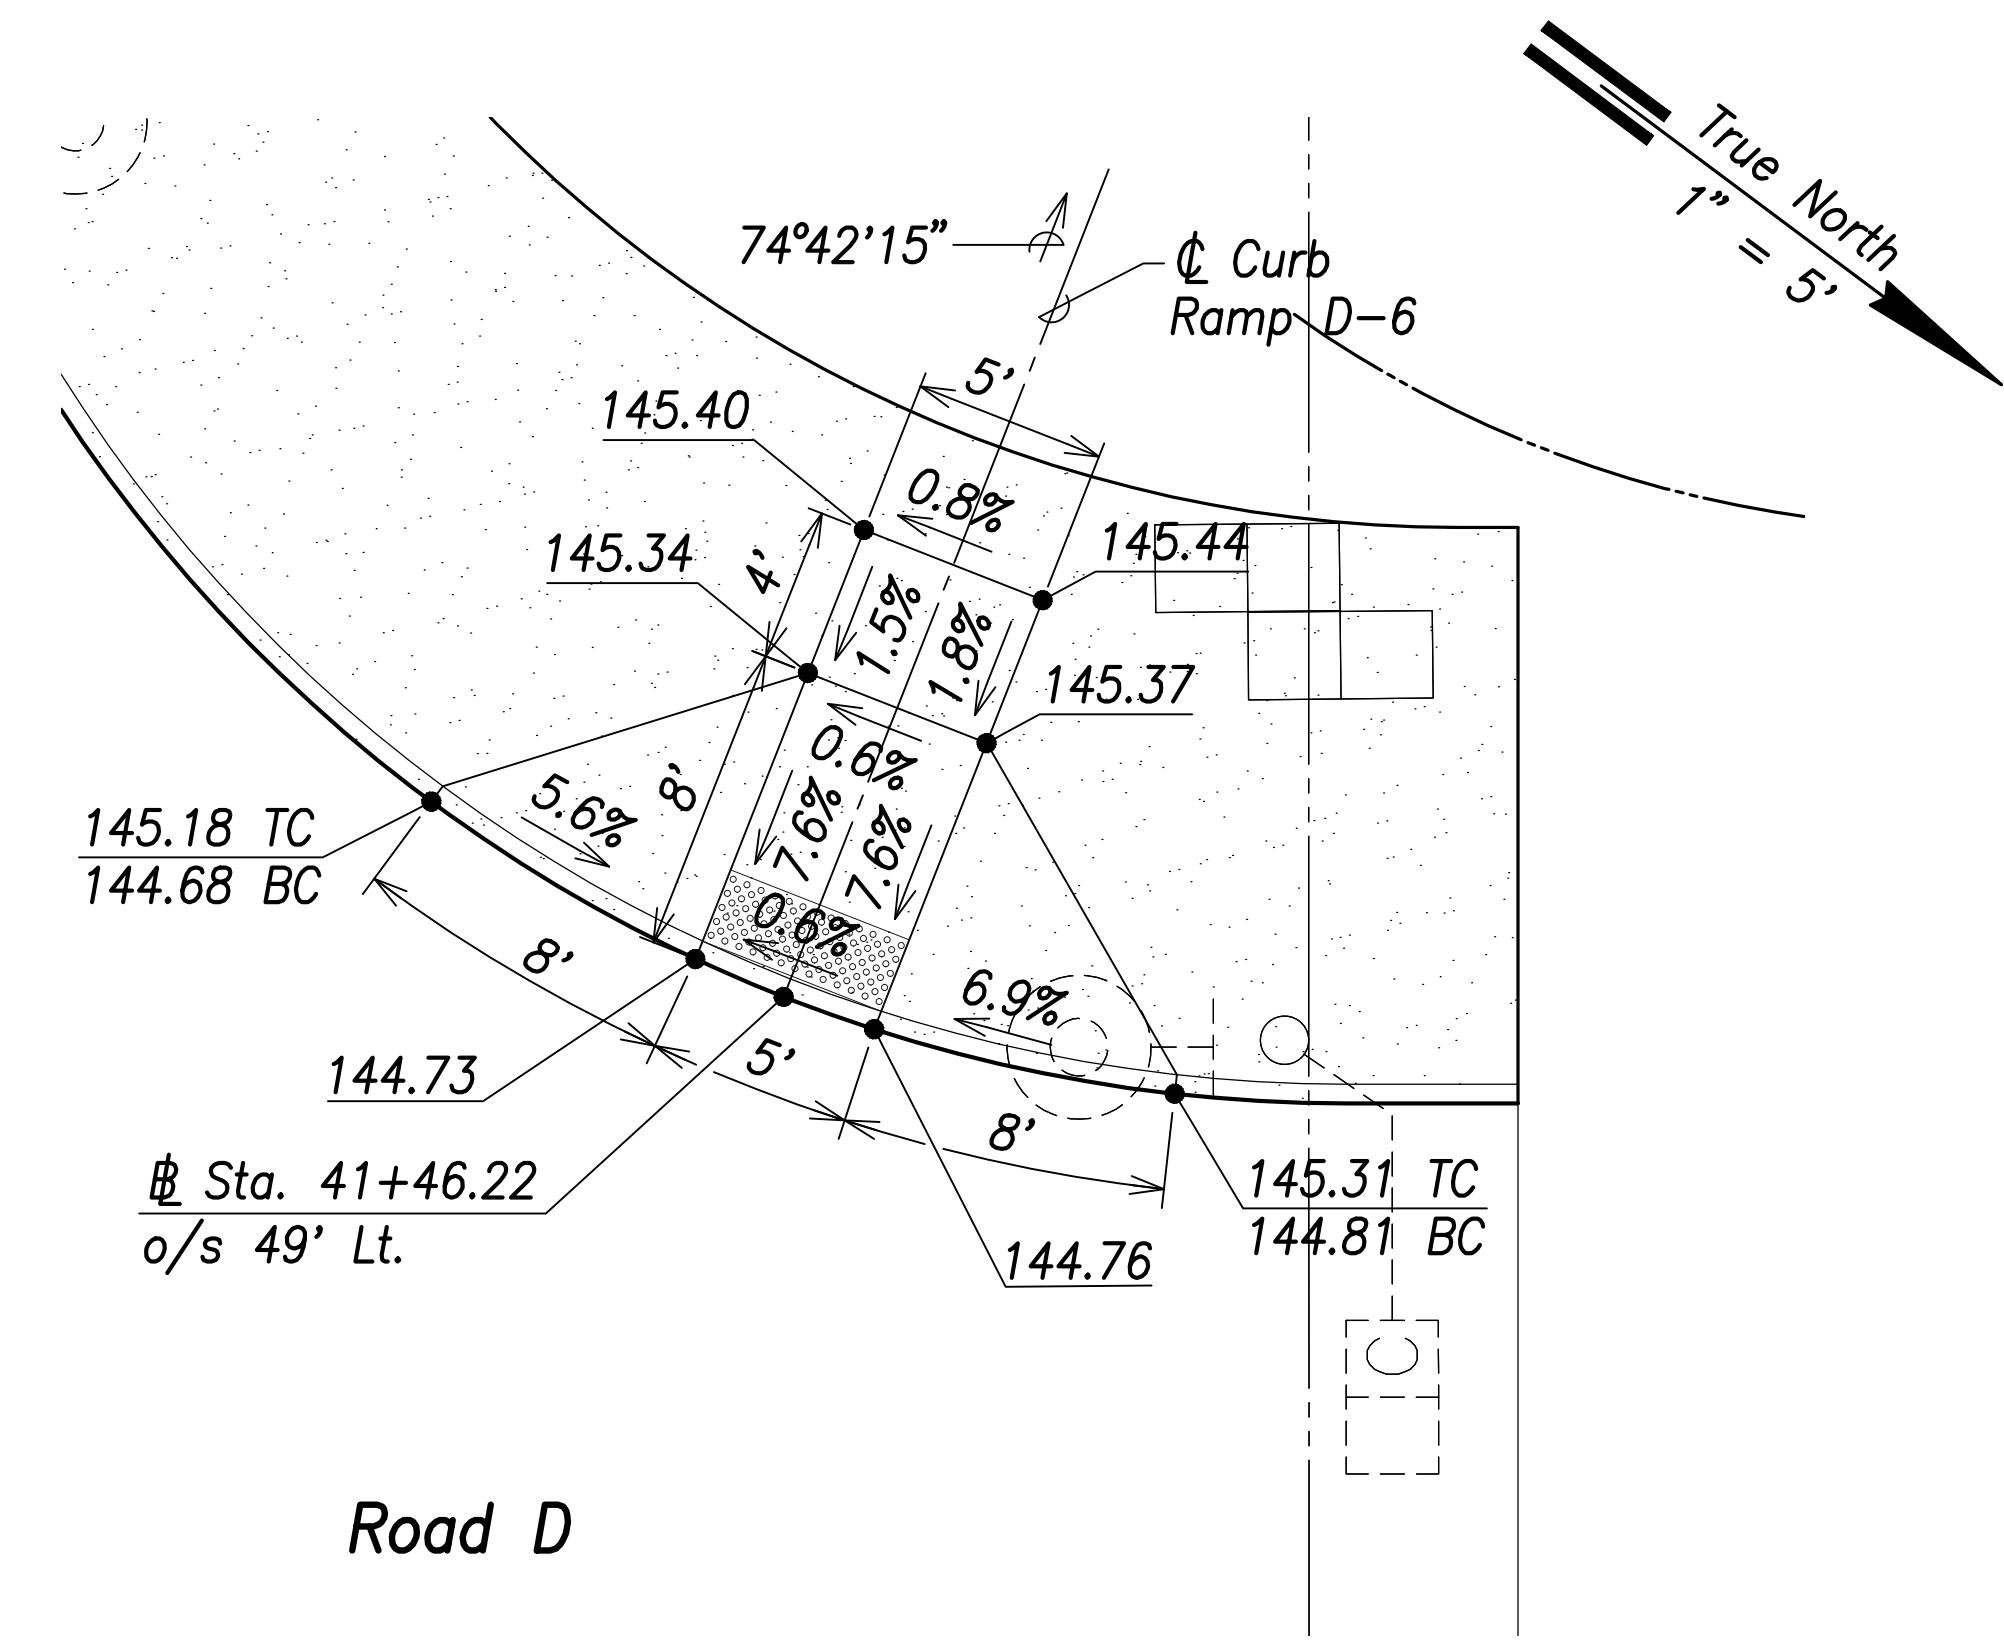 True North
1” = 5’
74°42’15”
℄ Curb
Ramp D-6
5’
145.40
0.8%
145.34
4’
145.44
1.5%
1.8%
145.37
0.6%
8’
7.6%
7.6%
5.6%
145.18 TC
144.68 BC
0.6%
8’
6.9%
144.73
5’
8’
BL Sta. 41+46.22
o/s 49’ Lt.
145.31 TC
144.81 BC
144.76
Road D